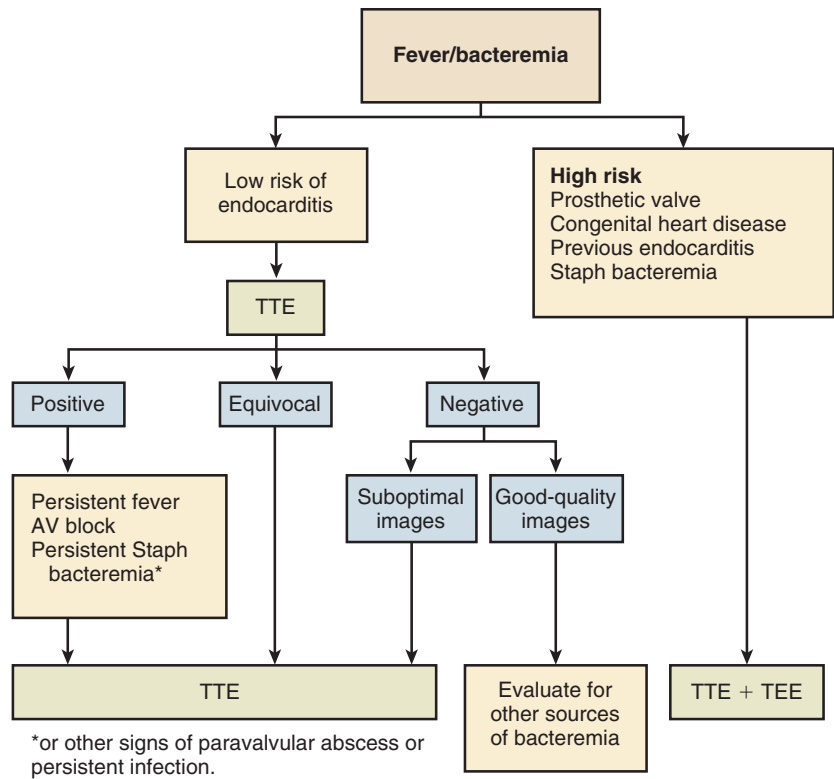 Fever/bacteremia
Low risk of
endocarditis
High risk
Prosthetic valve
Congenital heart disease
Previous endocarditis
Staph bacteremia
TTE
Positive
Equivocal
Negative
Persistent fever
AV block
Persistent Staph
bacteremia*
Suboptimal
images
Good-quality
images
TTE
Evaluate for
other sources
of bacteremia
TTE + TEE
*or other signs of paravalvular abscess or
persistent infection.